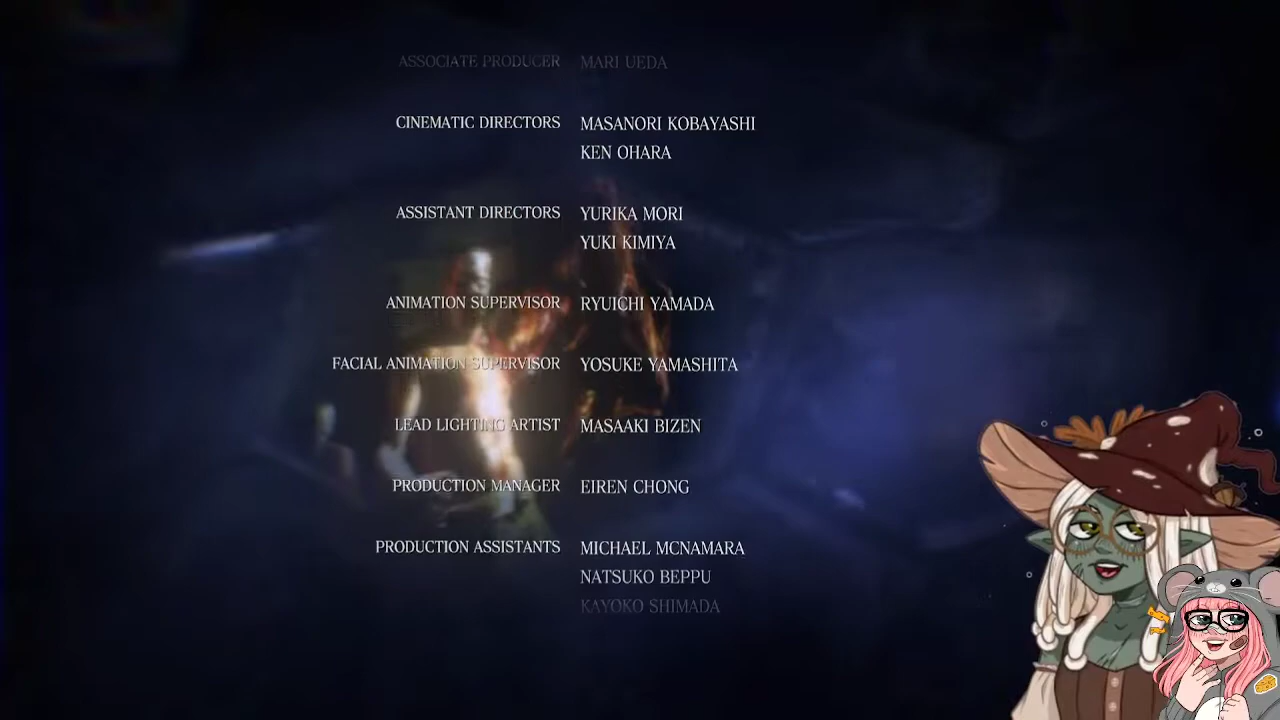 ASSOCIATE PRODUCER MARI UEDA
CINEMATIC DIRECTORS MASANORI KOBAYASHI
KEN OHARA
ASSISTANT DIRECTORS YURIKA MORI
YUKI KIMIYA
ANIMATION SUPERVISOR RYUICHI YAMADA
FACIAL ANIMATION SUPERVISOR YOSUKE YAMASHITA
LEAD LIGHTING ARTIST MASAAKI BIZEN
PRODUCTION MANAGER EIREN CHONG
PRODUCTION ASSISTANTS MICHAEL MCNAMARA
NATSUKO BEPPU
KAYOKO SHIMADA